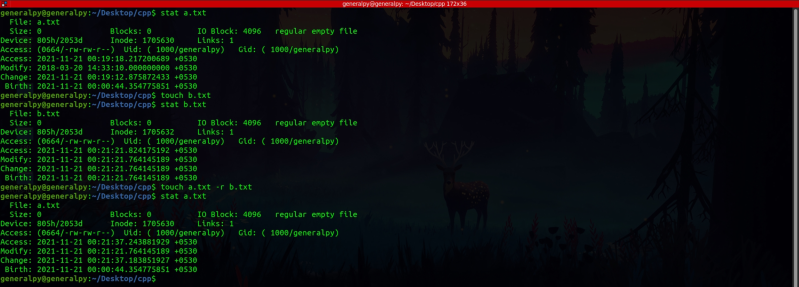 generalpy@generalpy: ~/Desktop/cpp 172x36
generalpy@generalpy:~/Desktop/cpp$ stat a.txt
File: a.txt
Size: 0 Blocks: 0 IO Block: 4096 regular empty file
Device: 805h/2053d Inode: 1705630 Links: 1
Access: (0664/-rw-rw-r--) Uid: ( 1000/generalpy) Gid: ( 1000/generalpy)
Access: 2021-11-21 00:19:18.217200689 +0530
Modify: 2018-03-20 14:33:10.000000000 +0530
Change: 2021-11-21 00:19:12.875872433 +0530
Birth: 2021-11-21 00:00:44.354775851 +0530
generalpy@generalpy:~/Desktop/cpp$ touch b.txt
generalpy@generalpy:~/Desktop/cpp$ stat b.txt
File: b.txt
Size: 0 Blocks: 0 IO Block: 4096 regular empty file
Device: 805h/2053d Inode: 1705632 Links: 1
Access: (0664/-rw-rw-r--) Uid: ( 1000/generalpy) Gid: ( 1000/generalpy)
Access: 2021-11-21 00:21:21.824175192 +0530
Modify: 2021-11-21 00:21:21.764145189 +0530
Change: 2021-11-21 00:21:21.764145189 +0530
Birth: 2021-11-21 00:21:21.764145189 +0530
generalpy@generalpy:~/Desktop/cpp$ touch a.txt -r b.txt
generalpy@generalpy:~/Desktop/cpp$ stat a.txt
File: a.txt
Size: 0 Blocks: 0 IO Block: 4096 regular empty file
Device: 805h/2053d Inode: 1705630 Links: 1
Access: (0664/-rw-rw-r--) Uid: ( 1000/generalpy) Gid: ( 1000/generalpy)
Access: 2021-11-21 00:21:37.243881929 +0530
Modify: 2021-11-21 00:21:21.764145189 +0530
Change: 2021-11-21 00:21:37.183851927 +0530
Birth: 2021-11-21 00:00:44.354775851 +0530
generalpy@generalpy:~/Desktop/cpp$